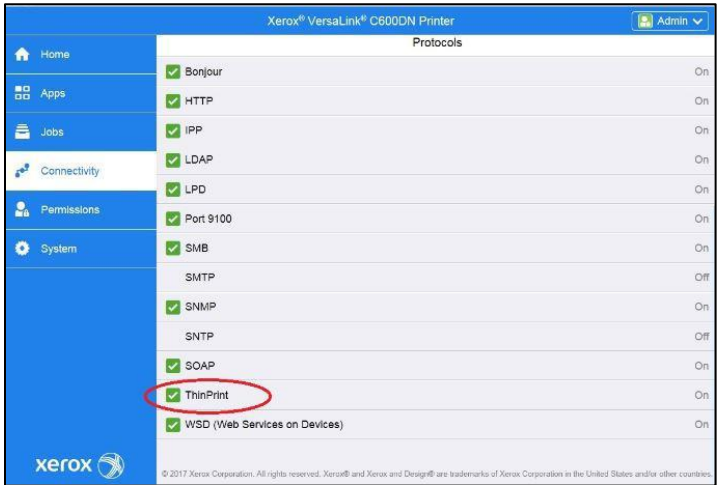 Xerox® VersaLink® C600DN Printer
Admin
Protocols
Home
Apps
Jobs
Connectivity
Permissions
System
Bonjour On
HTTP On
IPP On
LDAP On
LPD On
Port 9100 On
SMB On
SMTP Off
SNMP On
SNTP Off
SOAP On
ThinPrint On
WSD (Web Services on Devices) On
xerox
© 2017 Xerox Corporation. All rights reserved. Xerox® and Xerox and Design® are trademarks of Xerox Corporation in the United States and/or other countries.